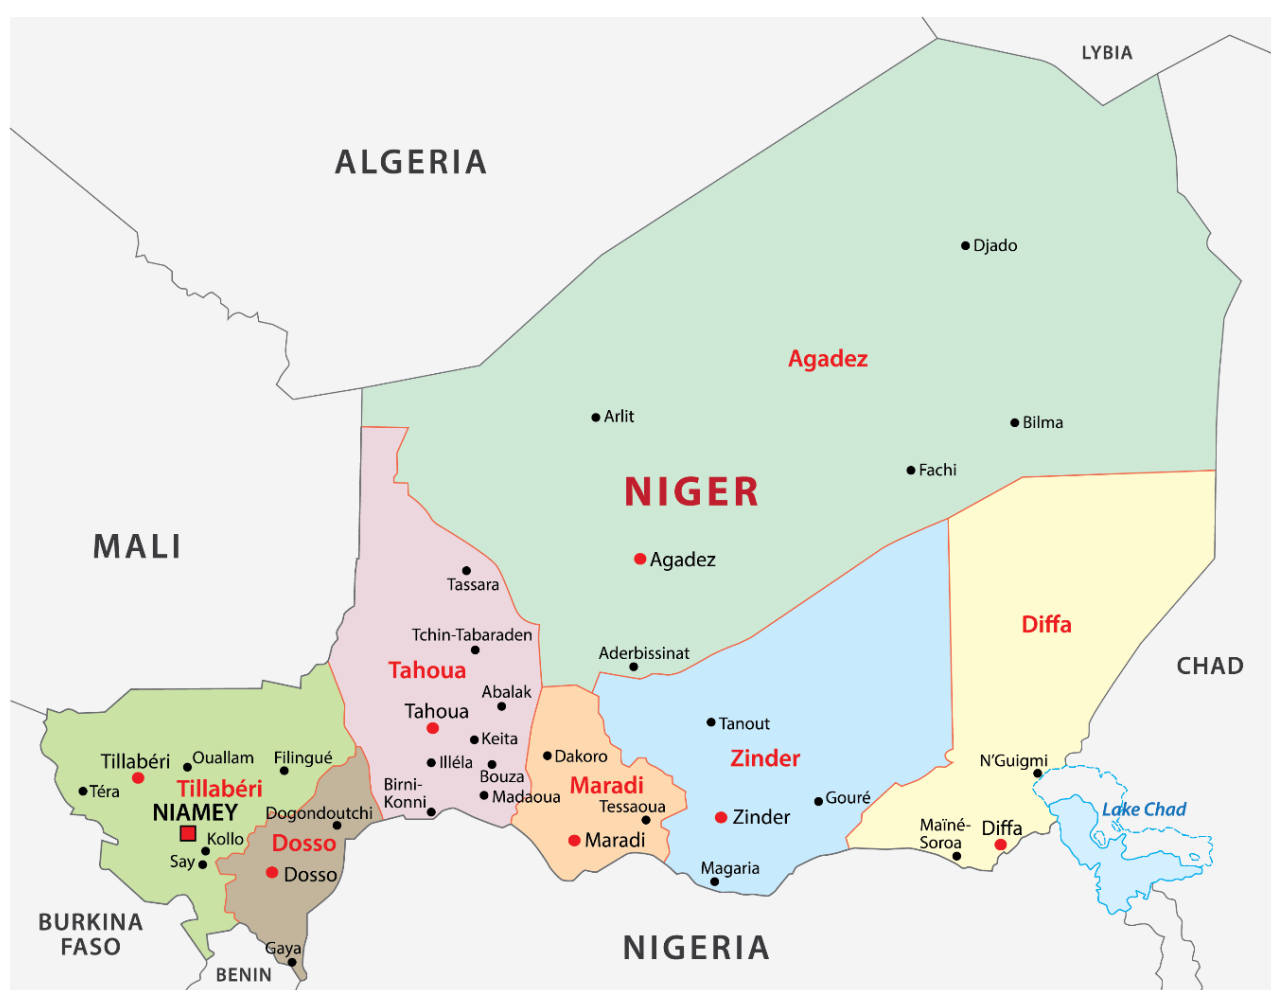 LYBIA
ALGERIA
Djado
Agadez
Arlit
Bilma
Fachi
NIGER
MALI
Agadez
Tassara
Diffa
Tchin-Tabaraden
Aderbissinat
CHAD
Tahoua
Abalak
Tahoua
Tanout
Keita
Dakoro
Zinder
N'Guigmi
Ouallam
Filingué
Tillabéri
Illéla
Bouza
Maradi
Tillabéri
Téra
Birni-
Konni
Madaoua
Gouré
Tessaoua
Lake Chad
NIAMEY
Dogondoutchi
Zinder
Maïné-
Soroa
Diffa
Kollo
Dosso
Maradi
Say
Dosso
Magaria
BURKINA
FASO
Gaya
NIGERIA
BENIN